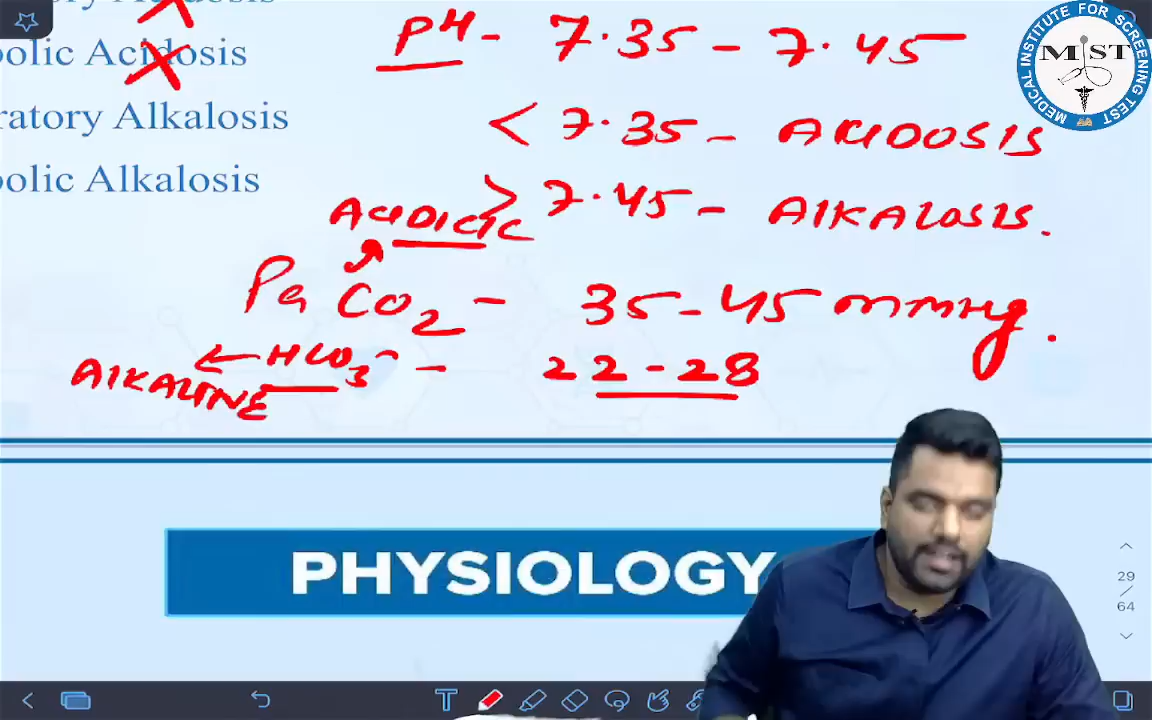 olic Acidosis
ratory Alkalosis
olic Alkalosis
PH - 7.35 - 7.45
< 7.35 - ACIDOSIS
> 7.45 - AlKAlosis.
ACIDICIC
Pa CO2 - 35-45 mmHg.
ALKALINE ← HCO3⁻ - 22-28
PHYSIOLOGY
MIST
MEDICAL INSTITUTE FOR SCREENING TEST
29
/
64
T